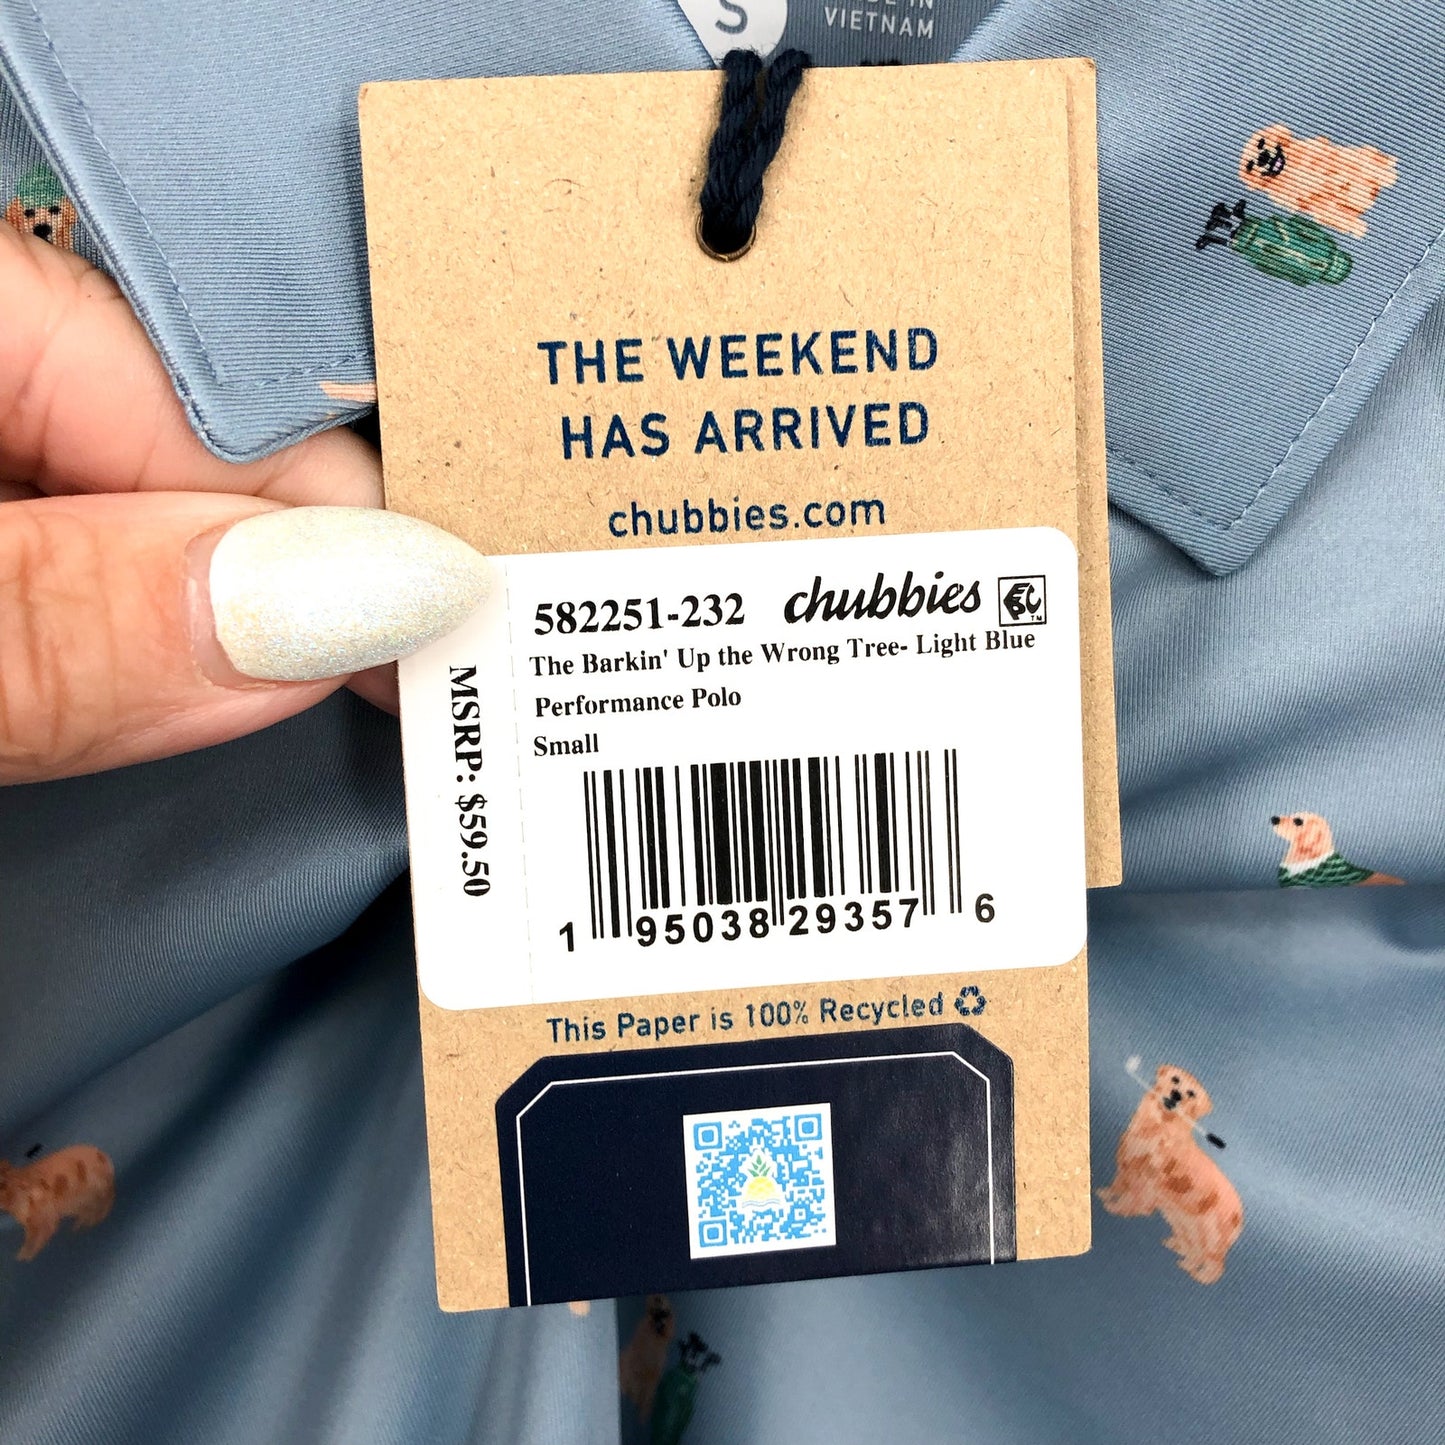 S
IN
VIETNAM
THE WEEKEND
HAS ARRIVED
chubbies.com
582251-232 chubbies
The Barkin' Up the Wrong Tree- Light Blue
Performance Polo
Small
MSRP: $59.50
1 95038 29357 6
This Paper is 100% Recycled